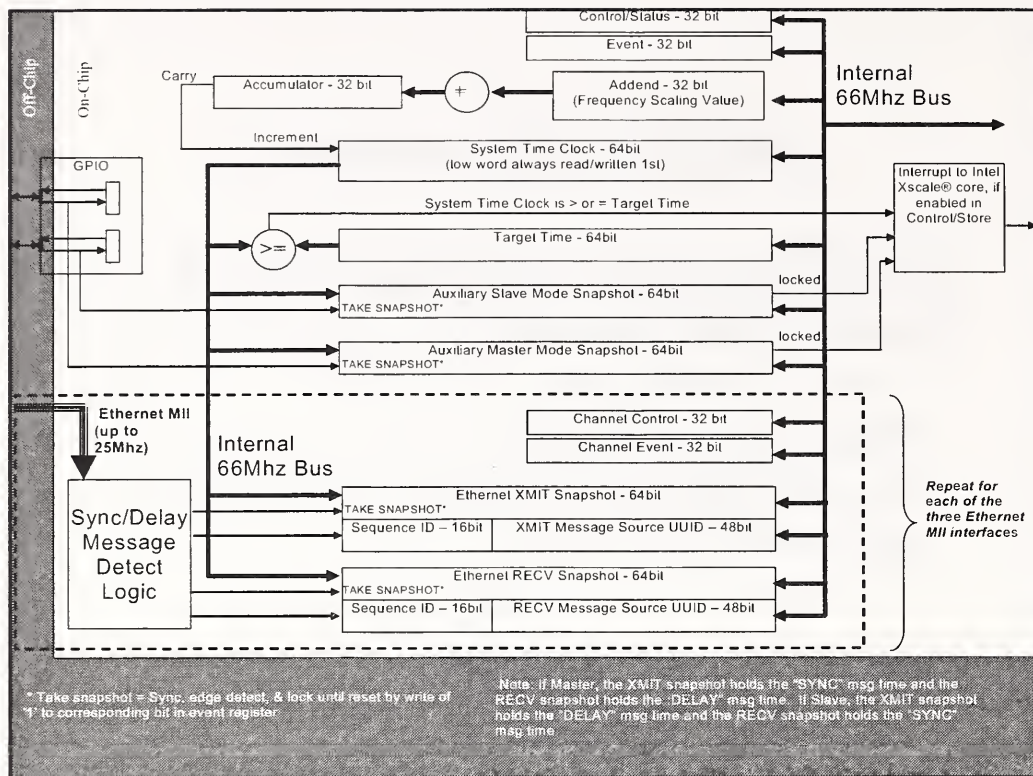 Off-Chip
On-Chip
Control/Status - 32 bit
Event - 32 bit
Carry
Accumulator - 32 bit
+
Addend - 32 bit
(Frequency Scaling Value)
Internal
66Mhz Bus
Increment
System Time Clock - 64bit
(low word always read/written 1st)
GPIO
System Time Clock is > or = Target Time
Interrupt to Intel
Xscale® core, if
enabled in
Control/Store
>=
Target Time - 64bit
Auxiliary Slave Mode Snapshot - 64bit
TAKE SNAPSHOT*
locked
Auxiliary Master Mode Snapshot - 64bit
TAKE SNAPSHOT*
locked
Ethernet MII
(up to
25Mhz)
Internal
66Mhz Bus
Channel Control - 32 bit
Channel Event - 32 bit
Sync/Delay
Message
Detect
Logic
Ethernet XMIT Snapshot - 64bit
TAKE SNAPSHOT*
Sequence ID – 16bit
XMIT Message Source UUID – 48bit
Ethernet RECV Snapshot - 64bit
TAKE SNAPSHOT*
Sequence ID – 16bit
RECV Message Source UUID – 48bit
Repeat for
each of the
three Ethernet
MII interfaces
* Take snapshot = Sync, edge detect, & lock until reset by write of
'1' to corresponding bit in event register
Note: If Master, the XMIT snapshot holds the "SYNC" msg time and the
RECV snapshot holds the "DELAY" msg time. If Slave, the XMIT snapshot
holds the "DELAY" msg time and the RECV snapshot holds the "SYNC"
msg time